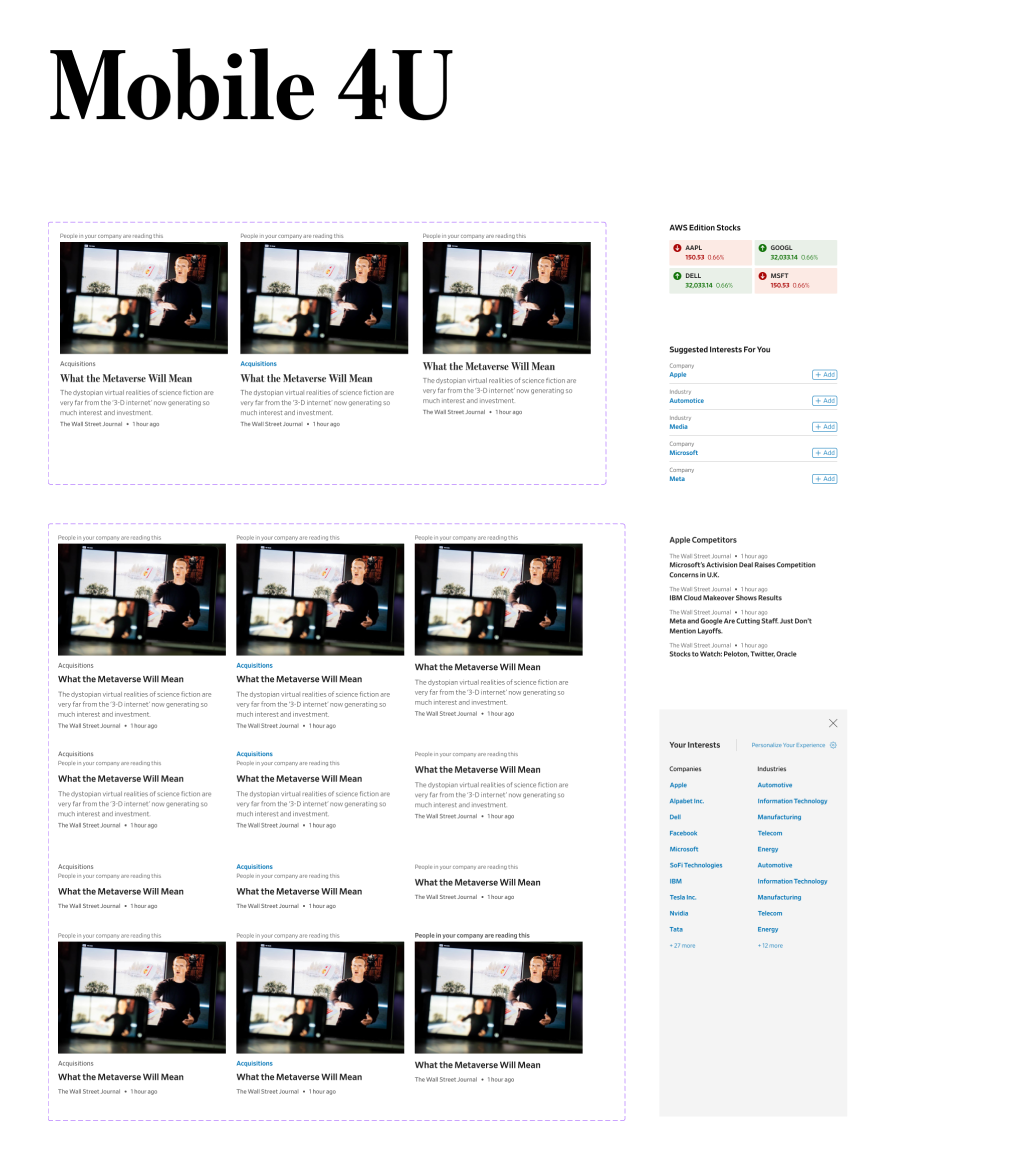 Mobile 4U
People in your company are reading this
Acquisitions
What the Metaverse Will Mean
The dystopian virtual realities of science fiction are
very far from the '3-D internet' now generating so
much interest and investment.
The Wall Street Journal • 1 hour ago
People in your company are reading this
Acquisitions
What the Metaverse Will Mean
The dystopian virtual realities of science fiction are
very far from the '3-D internet' now generating so
much interest and investment.
The Wall Street Journal • 1 hour ago
People in your company are reading this
What the Metaverse Will Mean
The dystopian virtual realities of science fiction are
very far from the '3-D internet' now generating so
much interest and investment.
The Wall Street Journal • 1 hour ago
AWS Edition Stocks
AAPL
150.53 0.66%
GOOGL
32,033.14 0.66%
DELL
32,033.14 0.66%
MSFT
150.53 0.66%
Suggested Interests For You
Company
Apple
+ Add
Industry
Automotice
+ Add
Industry
Media
+ Add
Company
Microsoft
+ Add
Company
Meta
+ Add
People in your company are reading this
Acquisitions
What the Metaverse Will Mean
The dystopian virtual realities of science fiction are
very far from the '3-D internet' now generating so
much interest and investment.
The Wall Street Journal • 1 hour ago
People in your company are reading this
Acquisitions
What the Metaverse Will Mean
The dystopian virtual realities of science fiction are
very far from the '3-D internet' now generating so
much interest and investment.
The Wall Street Journal • 1 hour ago
People in your company are reading this
What the Metaverse Will Mean
The dystopian virtual realities of science fiction are
very far from the '3-D internet' now generating so
much interest and investment.
The Wall Street Journal • 1 hour ago
Acquisitions
People in your company are reading this
What the Metaverse Will Mean
The dystopian virtual realities of science fiction are
very far from the '3-D internet' now generating so
much interest and investment.
The Wall Street Journal • 1 hour ago
Acquisitions
People in your company are reading this
What the Metaverse Will Mean
The dystopian virtual realities of science fiction are
very far from the '3-D internet' now generating so
much interest and investment.
The Wall Street Journal • 1 hour ago
People in your company are reading this
What the Metaverse Will Mean
The dystopian virtual realities of science fiction are
very far from the '3-D internet' now generating so
much interest and investment.
The Wall Street Journal • 1 hour ago
Acquisitions
People in your company are reading this
What the Metaverse Will Mean
The Wall Street Journal • 1 hour ago
Acquisitions
People in your company are reading this
What the Metaverse Will Mean
The Wall Street Journal • 1 hour ago
People in your company are reading this
What the Metaverse Will Mean
The Wall Street Journal • 1 hour ago
People in your company are reading this
Acquisitions
What the Metaverse Will Mean
The Wall Street Journal • 1 hour ago
People in your company are reading this
Acquisitions
What the Metaverse Will Mean
The Wall Street Journal • 1 hour ago
People in your company are reading this
What the Metaverse Will Mean
The Wall Street Journal • 1 hour ago
Apple Competitors
The Wall Street Journal • 1 hour ago
Microsoft's Activision Deal Raises Competition
Concerns in U.K.
The Wall Street Journal • 1 hour ago
IBM Cloud Makeover Shows Results
The Wall Street Journal • 1 hour ago
Meta and Google Are Cutting Staff. Just Don't
Mention Layoffs.
The Wall Street Journal • 1 hour ago
Stocks to Watch: Peloton, Twitter, Oracle
Your Interests
Personalize Your Experience
Companies
Apple
Alpabet Inc.
Dell
Facebook
Microsoft
SoFi Technologies
IBM
Tesla Inc.
Nvidia
Tata
+ 27 more
Industries
Automotive
Information Technology
Manufacturing
Telecom
Energy
Automotive
Information Technology
Manufacturing
Telecom
Energy
+ 12 more